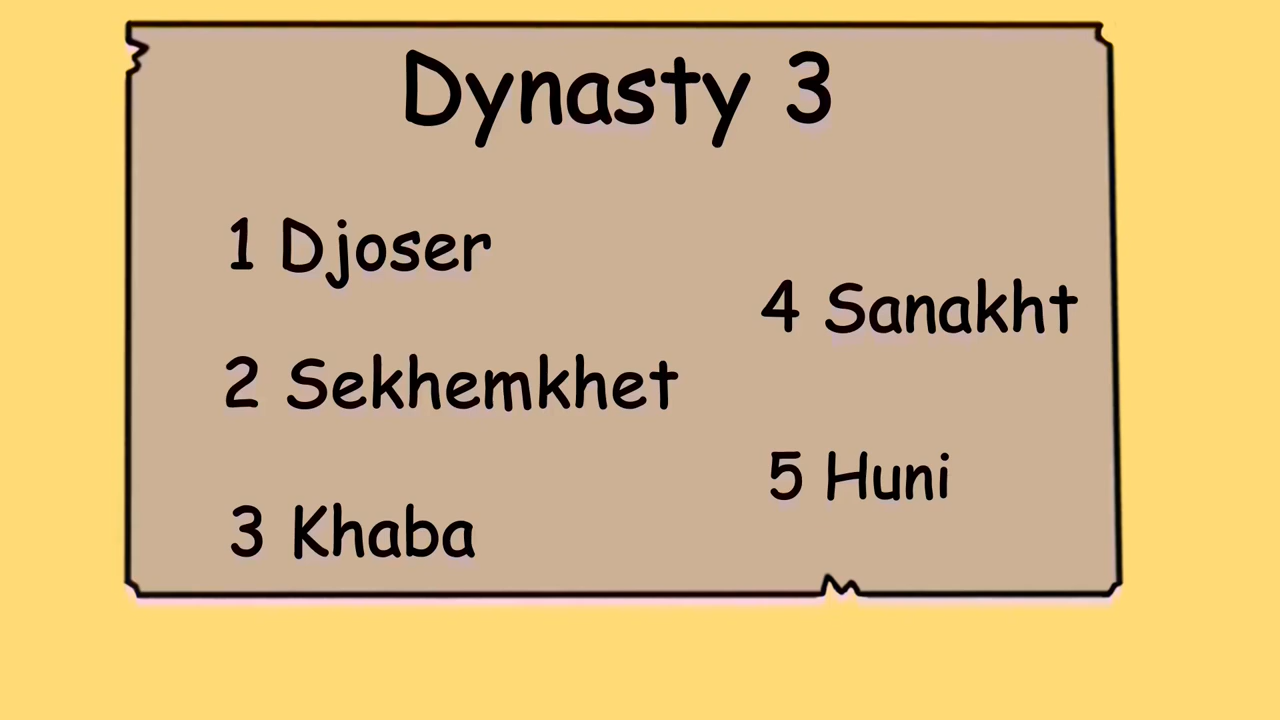 Dynasty 3
1 Djoser
2 Sekhemkhet
3 Khaba
4 Sanakht
5 Huni